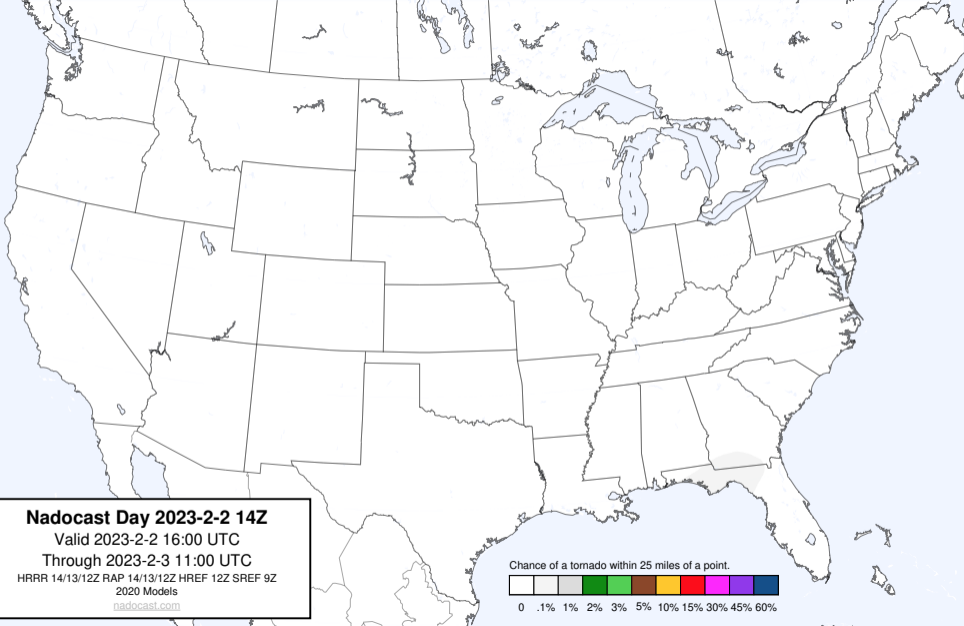 Nadocast Day 2023-2-2 14Z
Valid 2023-2-2 16:00 UTC
Through 2023-2-3 11:00 UTC
HRRR 14/13/12Z RAP 14/13/12Z HREF 12Z SREF 9Z
2020 Models
nadocast.com
Chance of a tornado within 25 miles of a point.
0 .1% 1% 2% 3% 5% 10% 15% 30% 45% 60%